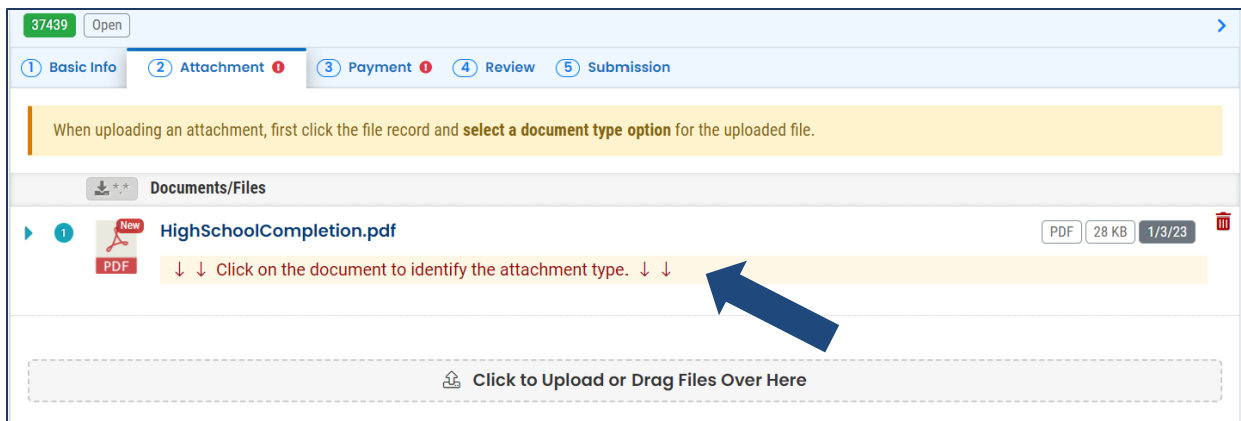 37439 Open
1 Basic Info 2 Attachment 3 Payment 4 Review 5 Submission
When uploading an attachment, first click the file record and select a document type option for the uploaded file.
*.* Documents/Files
1 New PDF HighSchoolCompletion.pdf PDF 28 KB 1/3/23
↓ ↓ Click on the document to identify the attachment type. ↓ ↓
Click to Upload or Drag Files Over Here